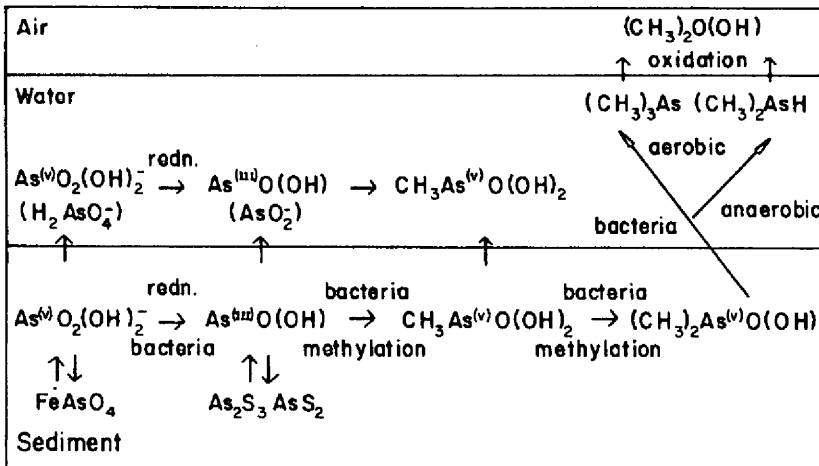 Air
(CH₃)₂O(OH)
oxidation
Water
(CH₃)₃As (CH₃)₂AsH
redn.
aerobic
As⁽ᵛ⁾O₂(OH)₂⁻ → As⁽ᴵᴵᴵ⁾O(OH) → CH₃As⁽ᵛ⁾O(OH)₂
(H₂AsO₄⁻) (AsO₂⁻)
bacteria anaerobic
redn. bacteria bacteria
As⁽ᵛ⁾O₂(OH)₂⁻ → As⁽ᴵᴵᴵ⁾O(OH) → CH₃As⁽ᵛ⁾O(OH)₂ → (CH₃)₂As⁽ᵛ⁾O(OH)
bacteria methylation methylation
FeAsO₄ As₂S₃ AsS₂
Sediment